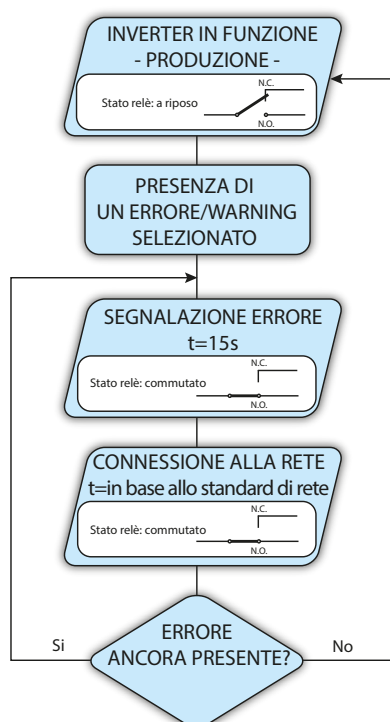 INVERTER IN FUNZIONE
- PRODUZIONE -
N.C.
Stato relè: a riposo
N.O.
PRESENZA DI
UN ERRORE/WARNING
SELEZIONATO
SEGNALAZIONE ERRORE
t=15s
N.C.
Stato relè: commutato
N.O.
CONNESSIONE ALLA RETE
t=in base allo standard di rete
N.C.
Stato relè: commutato
N.O.
Si
ERRORE
ANCORA PRESENTE?
No